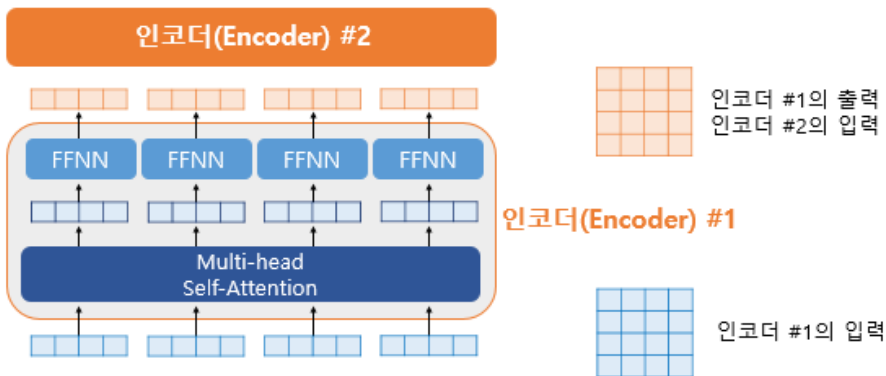 인코더(Encoder) #2
인코더 #1의 출력
인코더 #2의 입력
FFNN FFNN FFNN FFNN
인코더(Encoder) #1
Multi-head
Self-Attention
인코더 #1의 입력